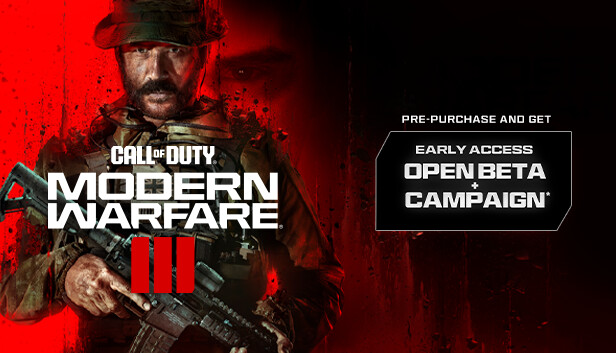 CALL OF DUTY®
MODERN
WARFARE®
III
PRE-PURCHASE AND GET
EARLY ACCESS
OPEN BETA
+
CAMPAIGN*